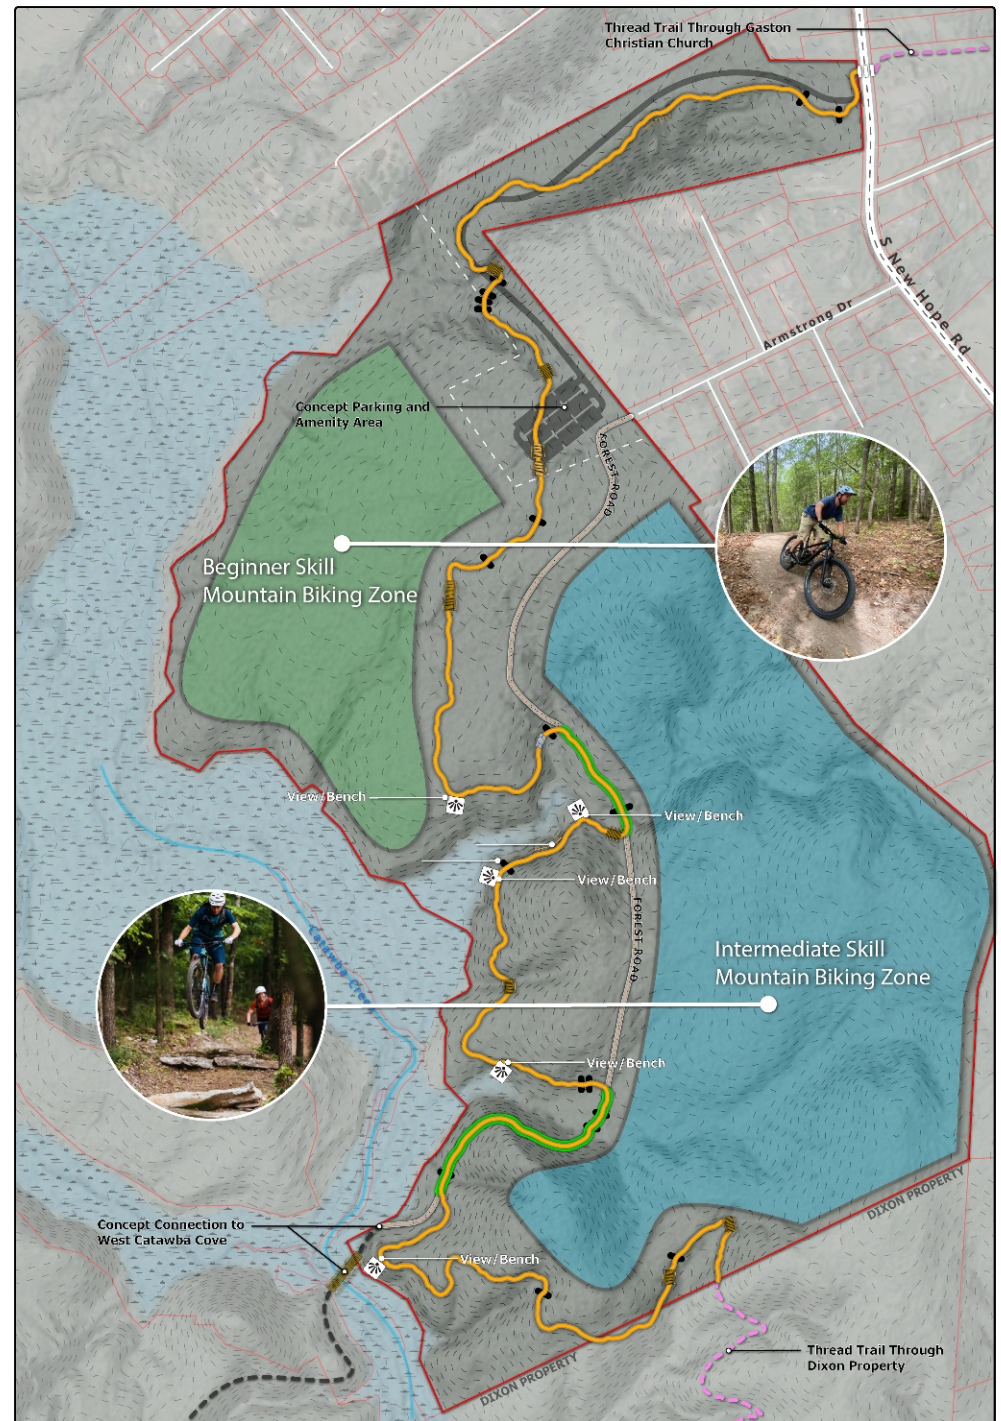 Thread Trail Through Gaston
Christian Church
S New Hope Rd
Armstrong Dr
Concept Parking and
Amenity Area
FOREST ROAD
Beginner Skill
Mountain Biking Zone
View/Bench
View/Bench
View/Bench
FOREST ROAD
Catawba Cree
Intermediate Skill
Mountain Biking Zone
View/Bench
DIXON PROPERTY
Concept Connection to
West Catawba Cove
View/Bench
Thread Trail Through
Dixon Property
DIXON PROPERTY